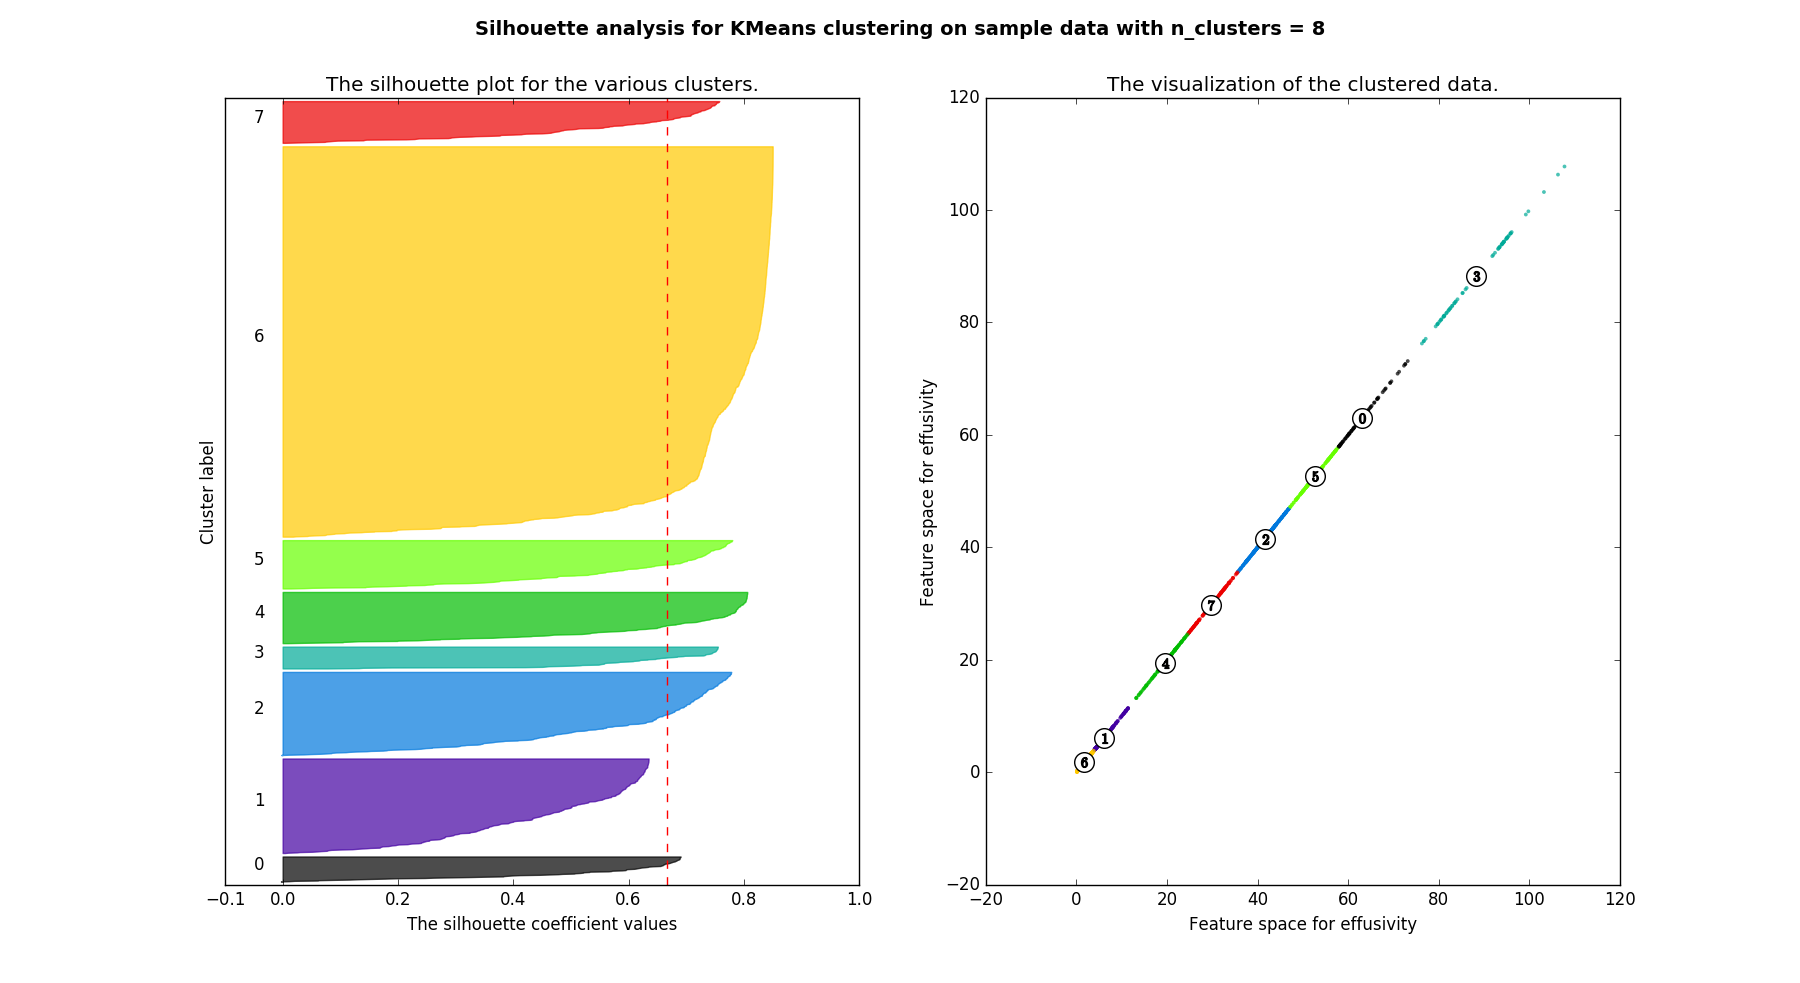 Silhouette analysis for KMeans clustering on sample data with n_clusters = 8
The silhouette plot for the various clusters.
7
6
5
4
3
2
1
0
Cluster label
−0.1 0.0 0.2 0.4 0.6 0.8 1.0
The silhouette coefficient values
The visualization of the clustered data.
120
100
80
60
40
20
0
−20
Feature space for effusivity
3
0
5
2
7
4
1
6
−20 0 20 40 60 80 100 120
Feature space for effusivity